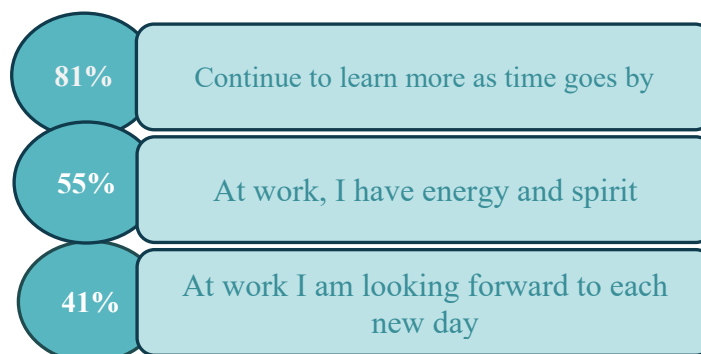 81%
Continue to learn more as time goes by
55%
At work, I have energy and spirit
41%
At work I am looking forward to each
new day